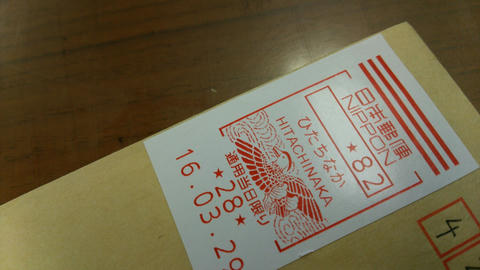 日本郵便
NIPPON
★82
ひたちなか
HITACHINAKA
通用当日限り
★28★
16.03.29
4